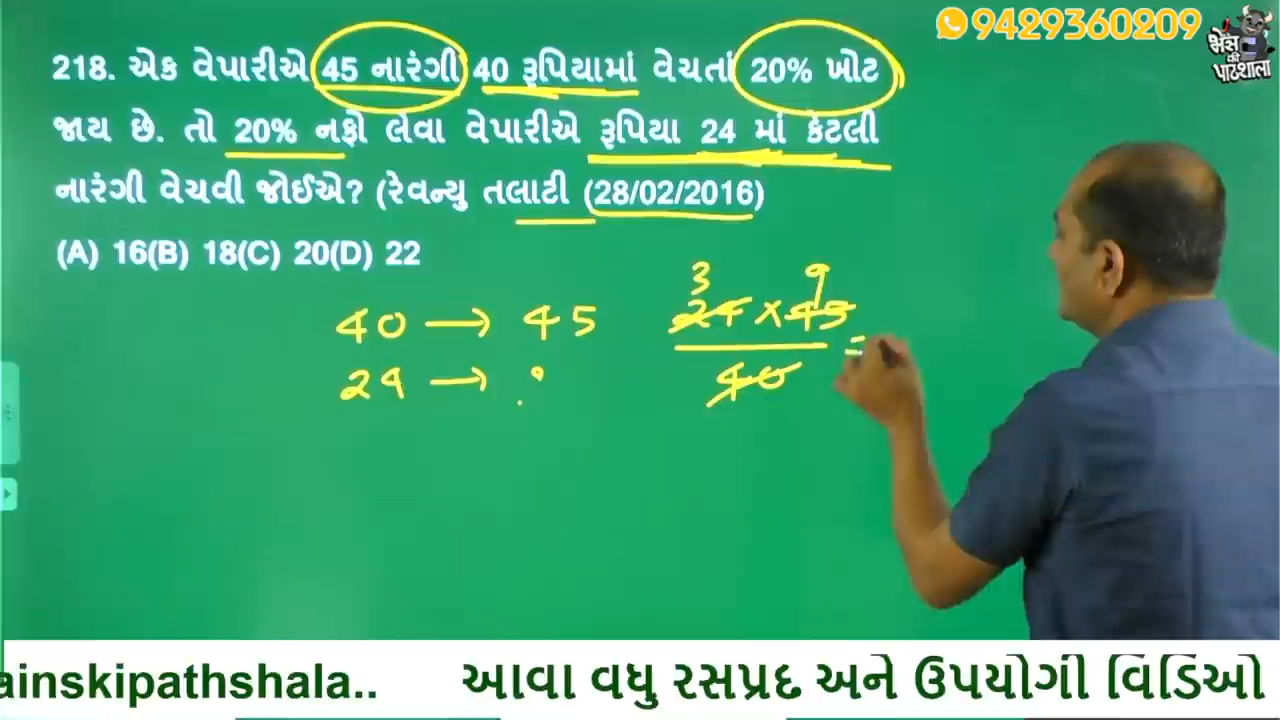 9429360209
भैंस
की
पाठशाला
218. એક વેપારીએ 45 નારંગી 40 રૂપિયામાં વેચતાં 20% ખોટ
જાય છે. તો 20% નફો લેવા વેપારીએ રૂપિયા 24 માં કેટલી
નારંગી વેચવી જોઈએ? (રેવન્યુ તલાટી (28/02/2016)
(A) 16(B) 18(C) 20(D) 22
40 → 45
24 → ?
3 9
24 × 45 =
40
ainskipathshala.. આવા વધુ રસપ્રદ અને ઉપયોગી વિડિઓ